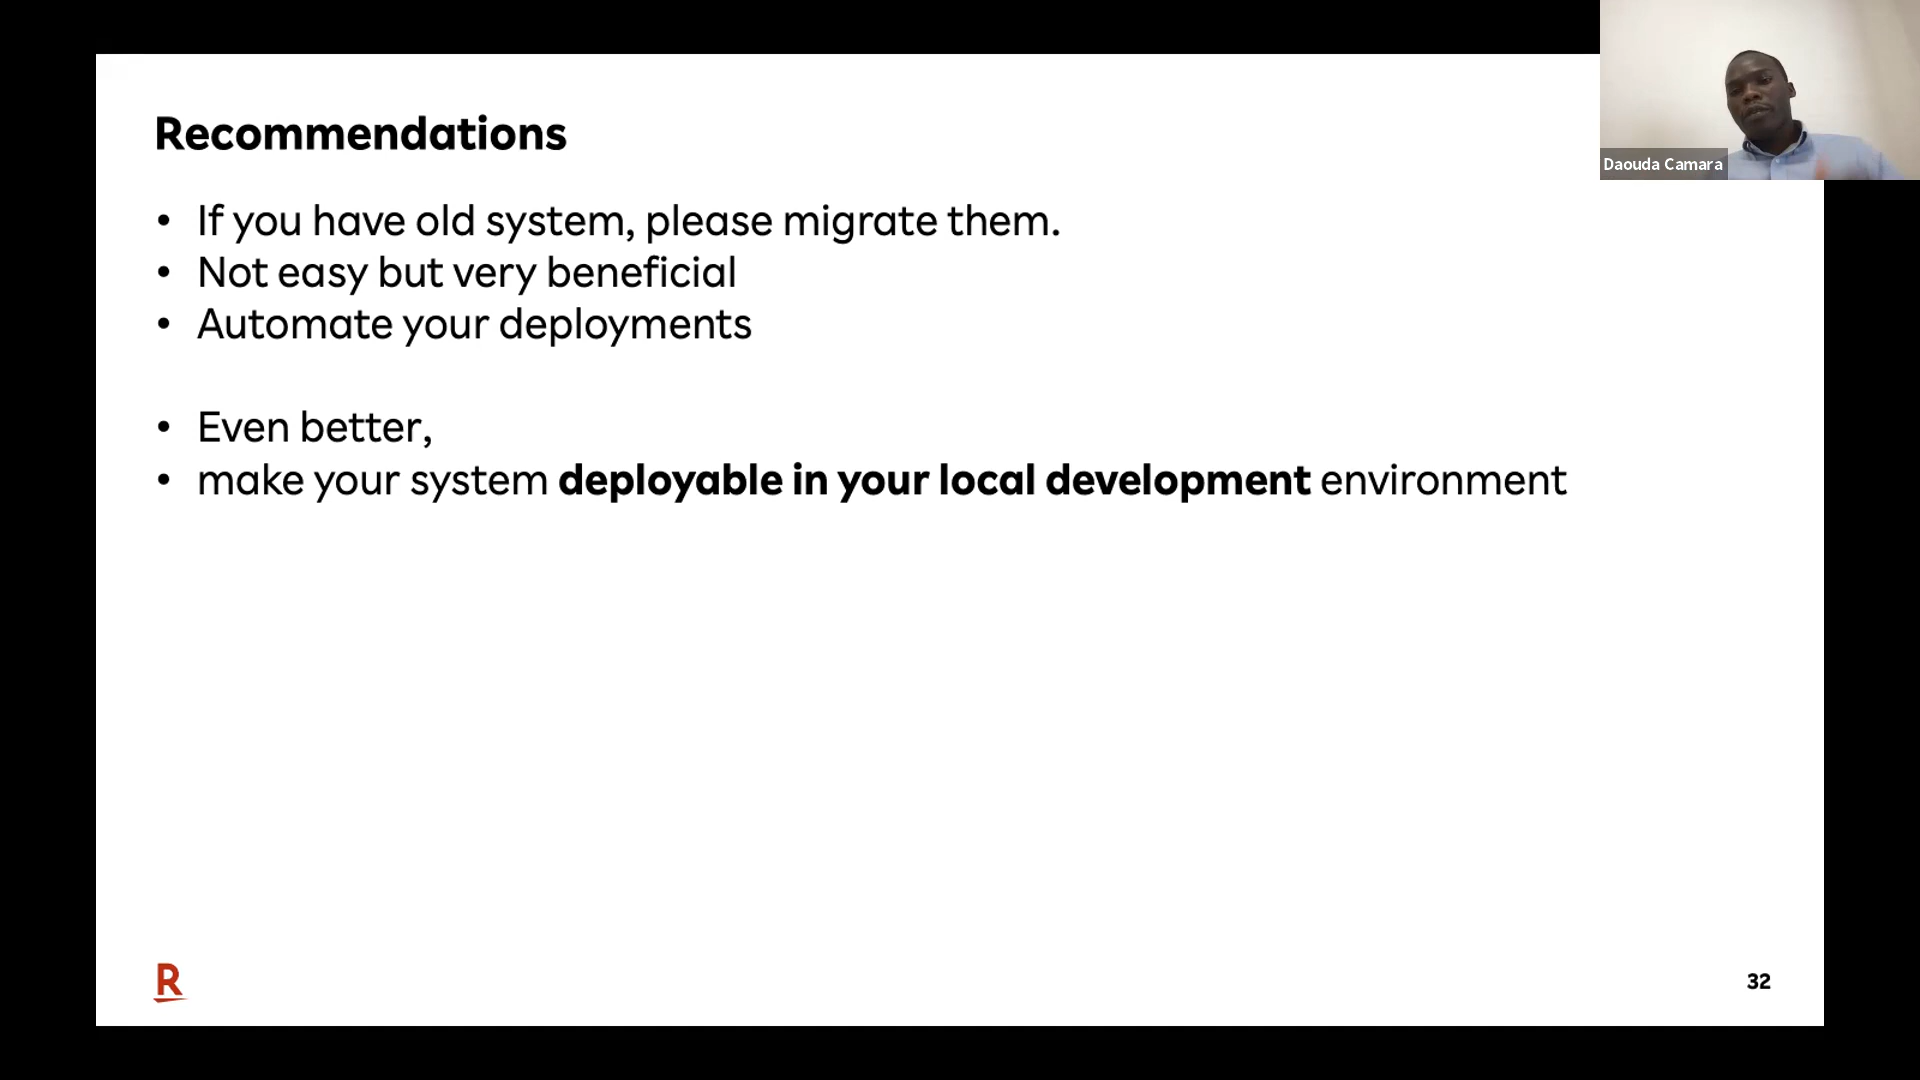 Recommendations
• If you have old system, please migrate them.
• Not easy but very beneficial
• Automate your deployments
• Even better,
• make your system deployable in your local development environment
Daouda Camara
R
32